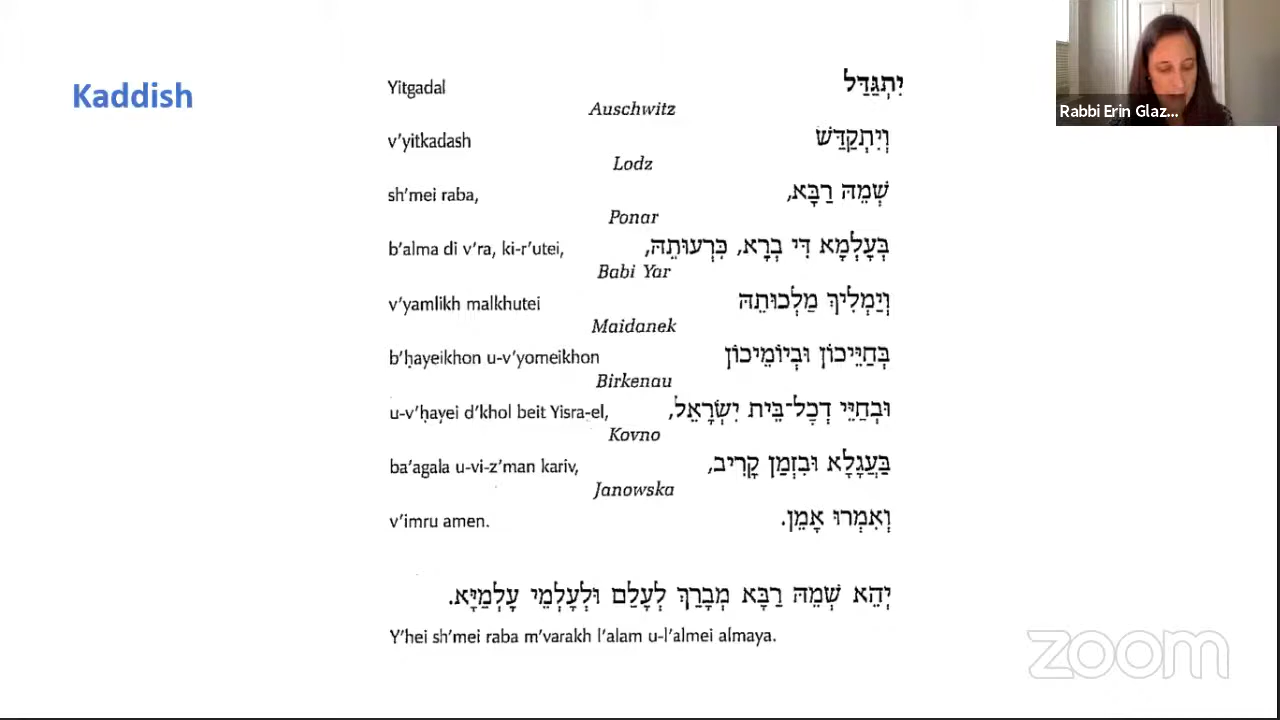 Kaddish
Yitgadal יִתְגַּדַּל
Auschwitz
v'yitkadash וְיִתְקַדַּשׁ
Lodz
sh'mei raba, שְׁמֵהּ רַבָּא,
Ponar
b'alma di v'ra, ki-r'utei, בְּעָלְמָא דִּי בְרָא, כִּרְעוּתֵהּ,
Babi Yar
v'yamlikh malkhutei וְיַמְלִיךְ מַלְכוּתֵהּ
Maidanek
b'ḥayeikhon u-v'yomeikhon בְּחַיֵּיכוֹן וּבְיוֹמֵיכוֹן
Birkenau
u-v'ḥayei d'khol beit Yisra-el, וּבְחַיֵּי דְכָל־בֵּית יִשְׂרָאֵל,
Kovno
ba'agala u-vi-z'man kariv, בַּעֲגָלָא וּבִזְמַן קָרִיב,
Janowska
v'imru amen. וְאִמְרוּ אָמֵן.
יְהֵא שְׁמֵהּ רַבָּא מְבָרַךְ לְעָלַם וּלְעָלְמֵי עָלְמַיָּא.
Y'hei sh'mei raba m'varakh l'alam u-l'almei almaya.
Rabbi Erin Glaz...
zoom